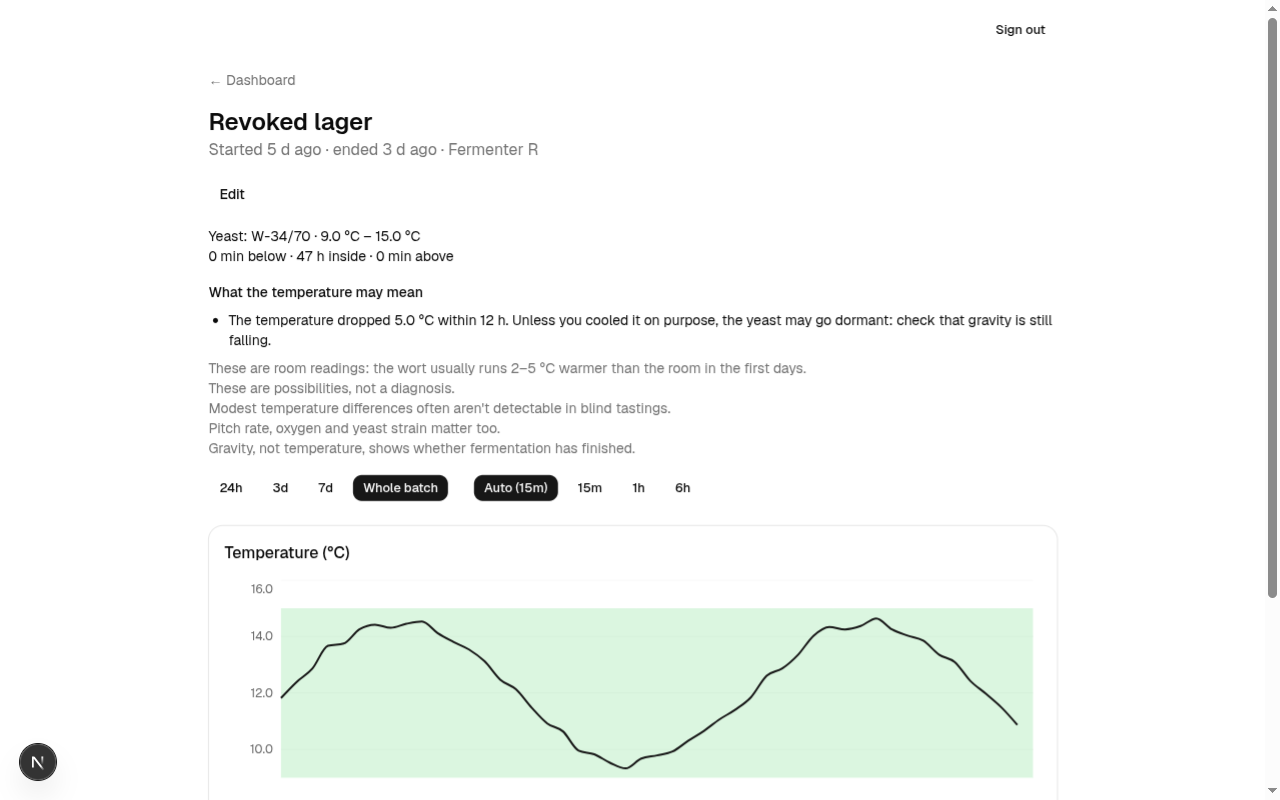 Sign out
← Dashboard
Revoked lager
Started 5 d ago · ended 3 d ago · Fermenter R
Edit
Yeast: W-34/70 · 9.0 °C – 15.0 °C
0 min below · 47 h inside · 0 min above
What the temperature may mean
• The temperature dropped 5.0 °C within 12 h. Unless you cooled it on purpose, the yeast may go dormant: check that gravity is still
falling.
These are room readings: the wort usually runs 2–5 °C warmer than the room in the first days.
These are possibilities, not a diagnosis.
Modest temperature differences often aren't detectable in blind tastings.
Pitch rate, oxygen and yeast strain matter too.
Gravity, not temperature, shows whether fermentation has finished.
24h 3d 7d Whole batch Auto (15m) 15m 1h 6h
Temperature (°C)
16.0
14.0
12.0
10.0
N